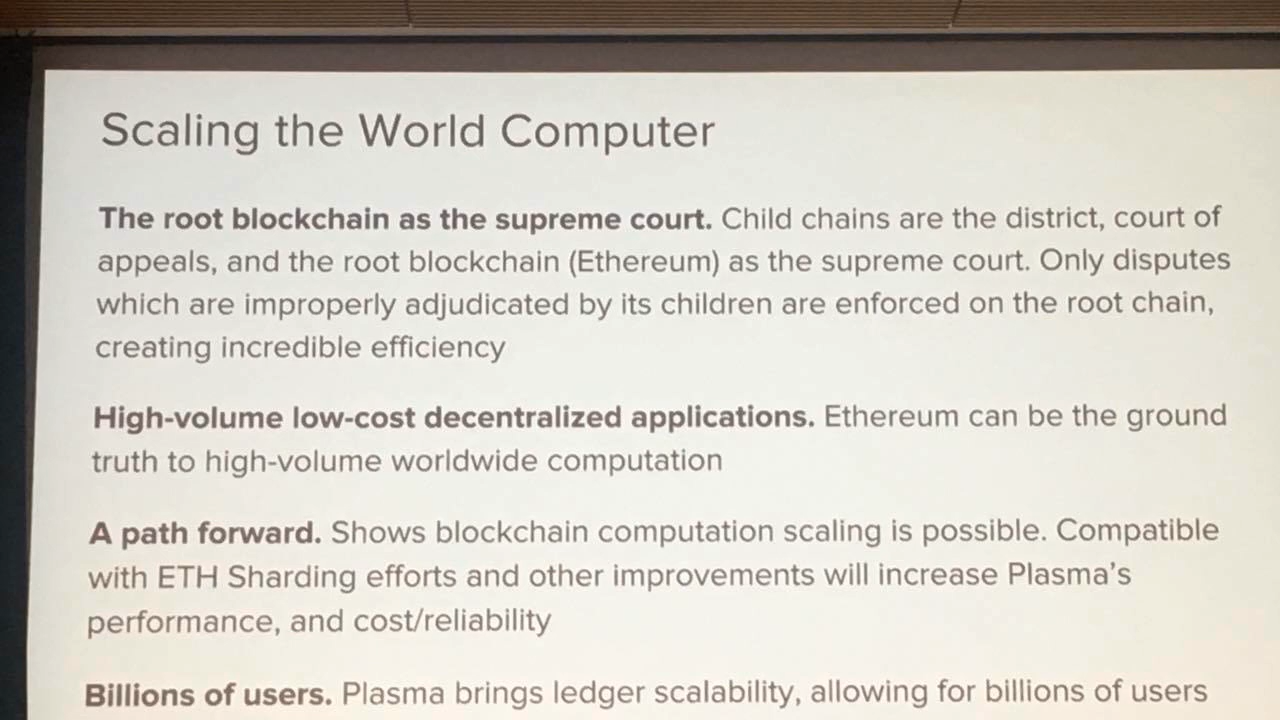 Scaling the World Computer
The root blockchain as the supreme court. Child chains are the district, court of
appeals, and the root blockchain (Ethereum) as the supreme court. Only disputes
which are improperly adjudicated by its children are enforced on the root chain,
creating incredible efficiency
High-volume low-cost decentralized applications. Ethereum can be the ground
truth to high-volume worldwide computation
A path forward. Shows blockchain computation scaling is possible. Compatible
with ETH Sharding efforts and other improvements will increase Plasma’s
performance, and cost/reliability
Billions of users. Plasma brings ledger scalability, allowing for billions of users